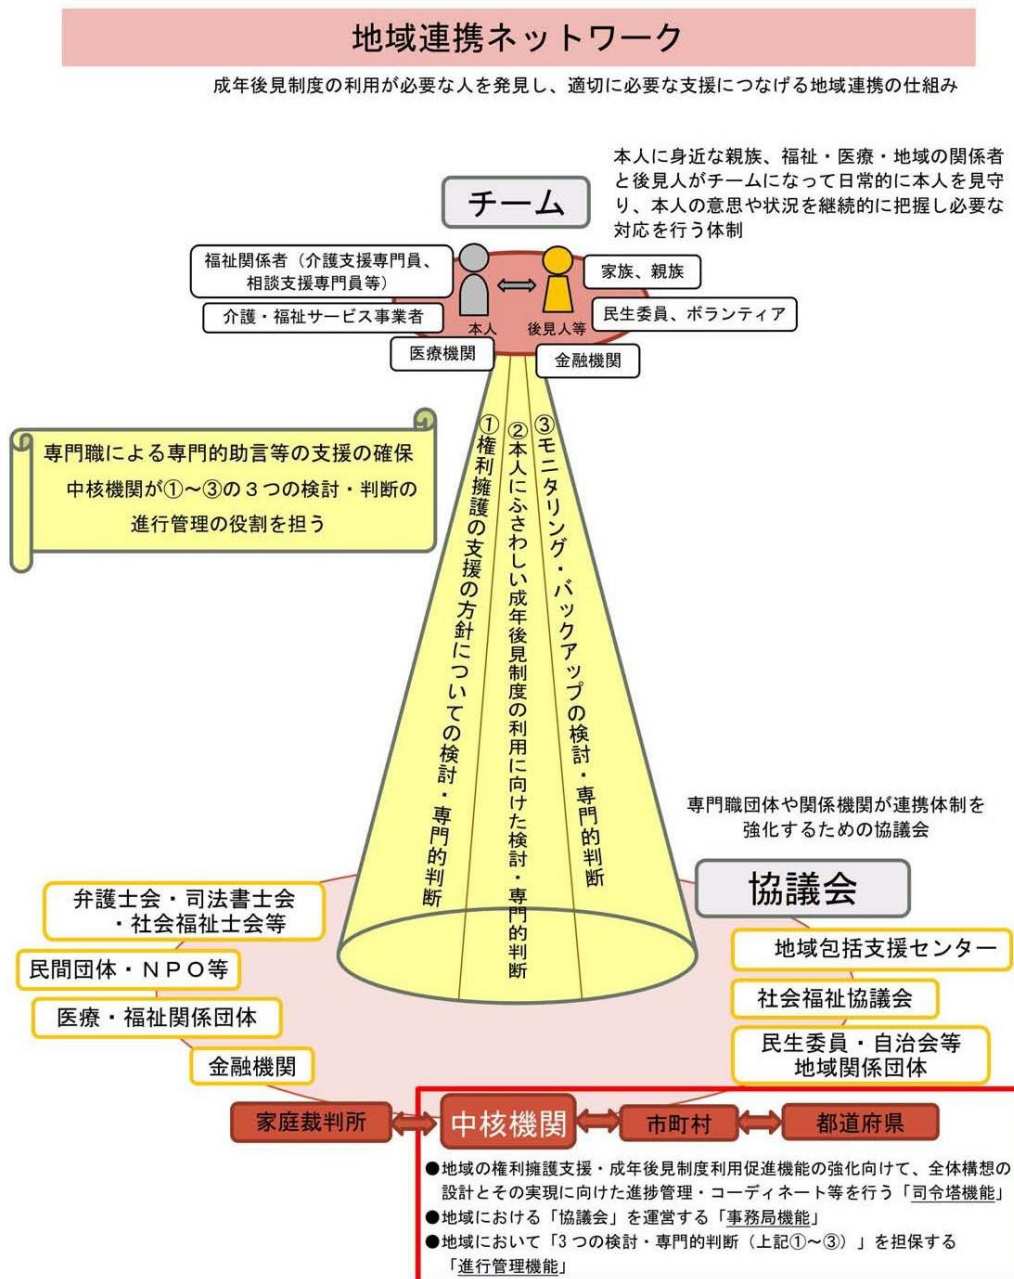 地域連携ネットワーク
成年後見制度の利用が必要な人を発見し、適切に必要な支援につなげる地域連携の仕組み
本人に身近な親族、福祉・医療・地域の関係者
と後見人がチームになって日常的に本人を見守
り、本人の意思や状況を継続的に把握し必要な
対応を行う体制
チーム
福祉関係者（介護支援専門員、
相談支援専門員等）
家族、親族
介護・福祉サービス事業者
民生委員、ボランティア
本人
後見人等
医療機関
金融機関
専門職による専門的助言等の支援の確保
中核機関が①～③の３つの検討・判断の
進行管理の役割を担う
①権利擁護の支援の方針についての検討・専門的判断
②本人にふさわしい成年後見制度の利用に向けた検討・専門的判断
③モニタリング・バックアップの検討・専門的判断
専門職団体や関係機関が連携体制を
強化するための協議会
協議会
弁護士会・司法書士会
・社会福祉士会等
民間団体・ＮＰＯ等
医療・福祉関係団体
金融機関
地域包括支援センター
社会福祉協議会
民生委員・自治会等
地域関係団体
家庭裁判所
中核機関
市町村
都道府県
●地域の権利擁護支援・成年後見制度利用促進機能の強化向けて、全体構想の
設計とその実現に向けた進捗管理・コーディネート等を行う「司令塔機能」
●地域における「協議会」を運営する「事務局機能」
●地域において「3つの検討・専門的判断（上記①～③）」を担保する
「進行管理機能」